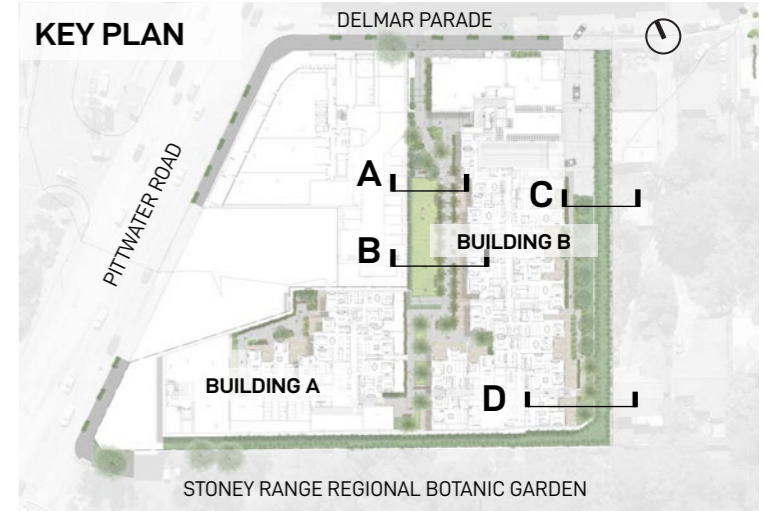 DELMAR PARADE
KEY PLAN
PITTWATER ROAD
A
C
B
BUILDING B
BUILDING A
D
STONEY RANGE REGIONAL BOTANIC GARDEN